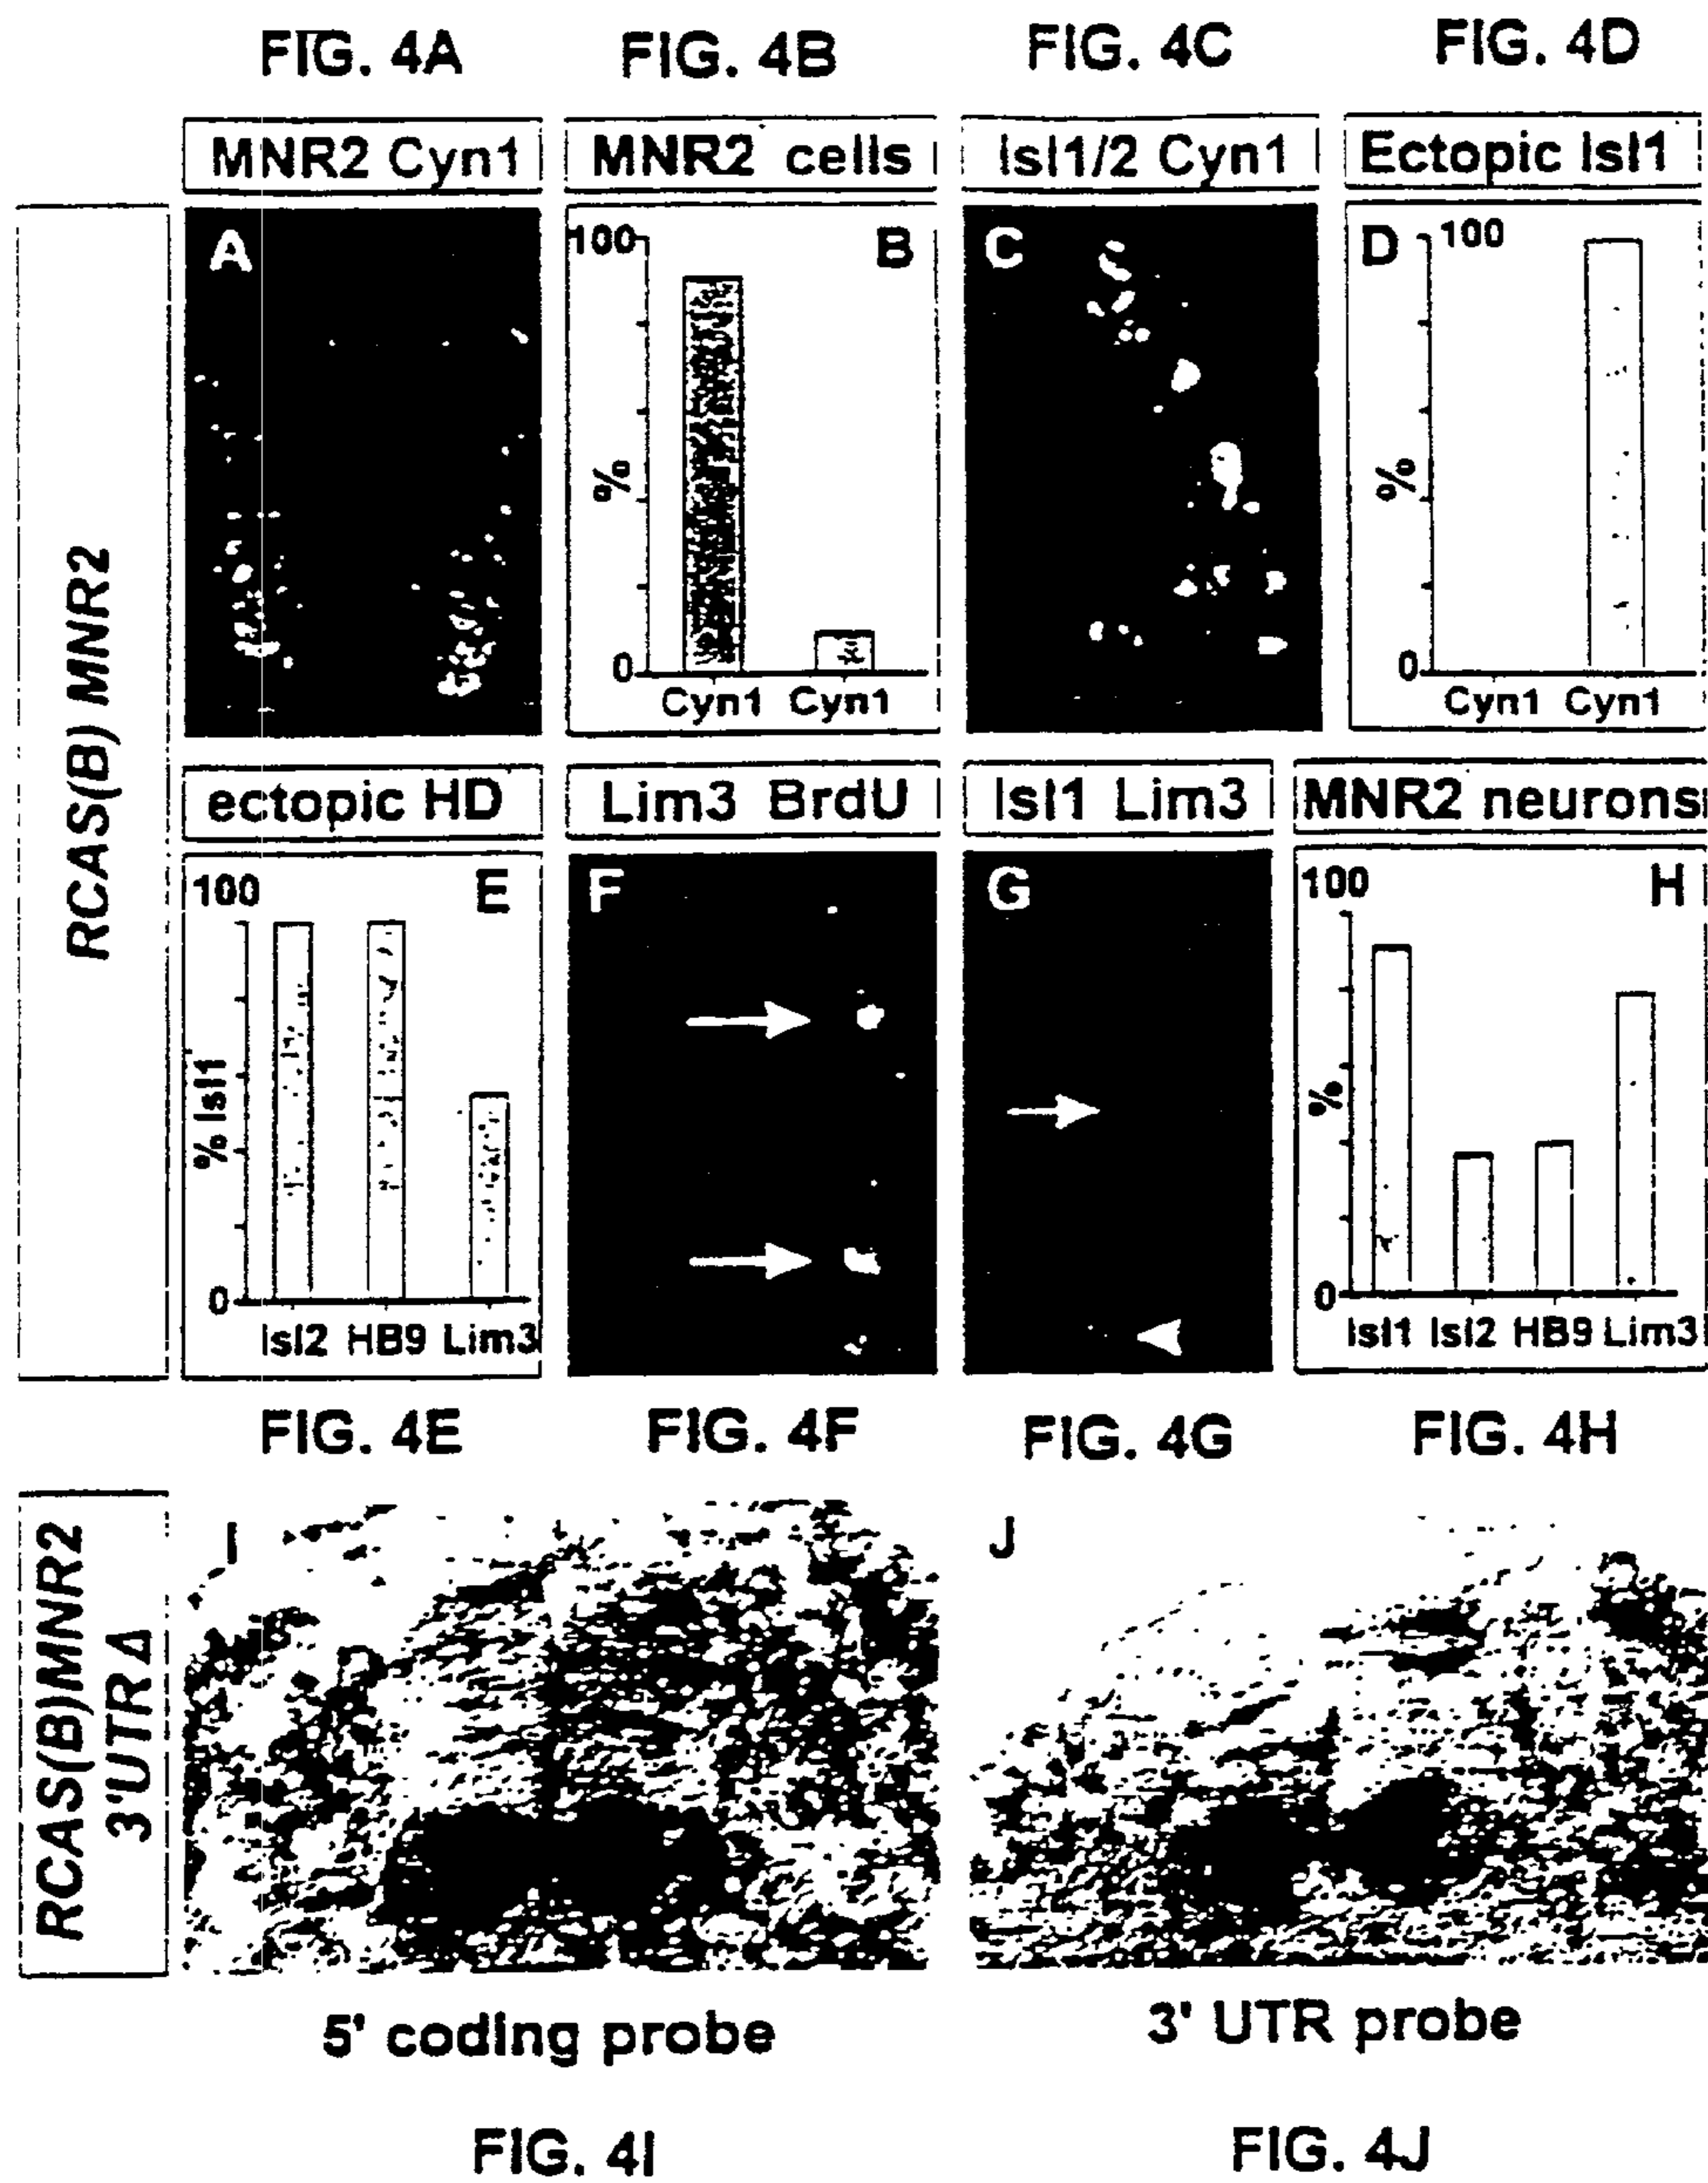 FIG. 4A FIG. 4B FIG. 4C FIG. 4D
MNR2 Cyn1 MNR2 cells Isl1/2 Cyn1 Ectopic Isl1
RCAS(B) MNR2
A
100 B
%
0
Cyn1 Cyn1
C
D 100
%
0
Cyn1 Cyn1
ectopic HD Lim3 BrdU Isl1 Lim3 MNR2 neurons
100 E
% Isl1
0
Isl2 HB9 Lim3
F
G
100 H
%
0
Isl1 Isl2 HB9 Lim3
FIG. 4E FIG. 4F FIG. 4G FIG. 4H
RCAS(B)MNR2
3'UTRΔ
I J
5' coding probe 3' UTR probe
FIG. 4I FIG. 4J